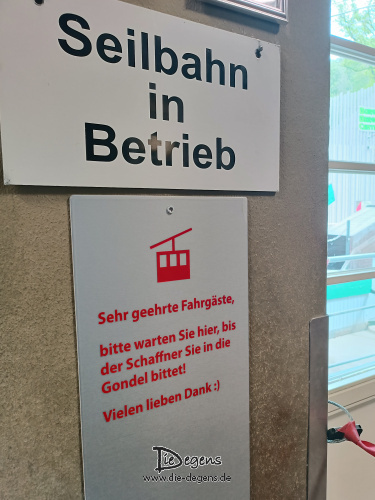 Seilbahn
in
Betrieb
Sehr geehrte Fahrgäste,
bitte warten Sie hier, bis
der Schaffner Sie in die
Gondel bittet!
Vielen lieben Dank :)
Die Degens
www.die-degens.de